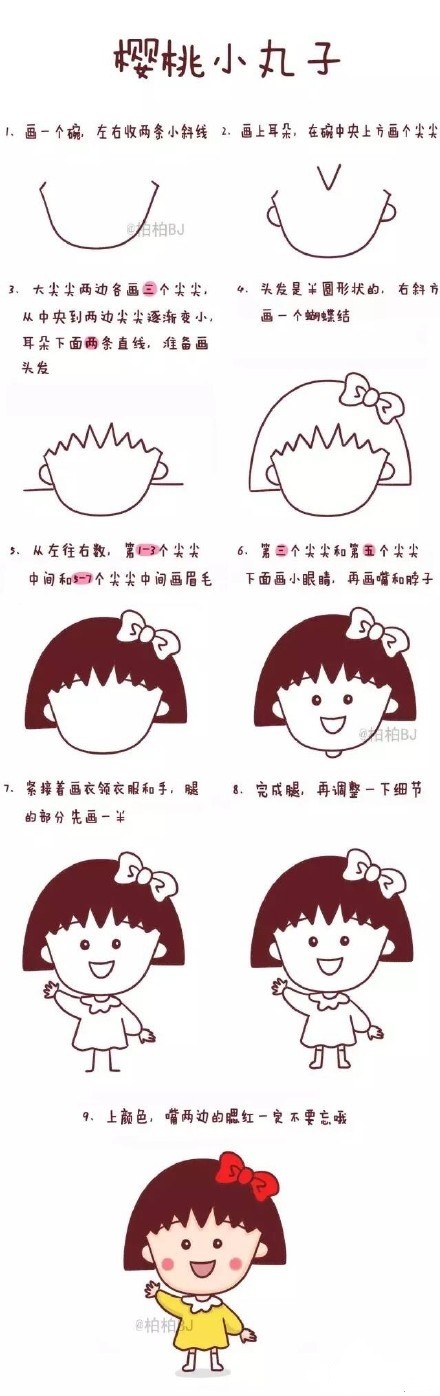 樱桃小丸子
1、画一个碗，左右收两条小斜线
2、画上耳朵，在碗中央上方画个尖尖
@柏柏BJ
3、大尖尖两边各画三个尖尖，
从中央到两边尖尖逐渐变小，
耳朵下面两条直线，准备画
头发
4、头发是半圆形状的，右斜方
画一个蝴蝶结
5、从左往右数，第1-3个尖尖
中间和5-7个尖尖中间画眉毛
6、第三个尖尖和第五个尖尖
下面画小眼睛，再画嘴和脖子
@柏柏BJ
7、紧接着画衣领衣服和手，腿
的部分先画一半
8、完成腿，再调整一下细节
9、上颜色，嘴两边的腮红一定不要忘哦
@柏柏BJ